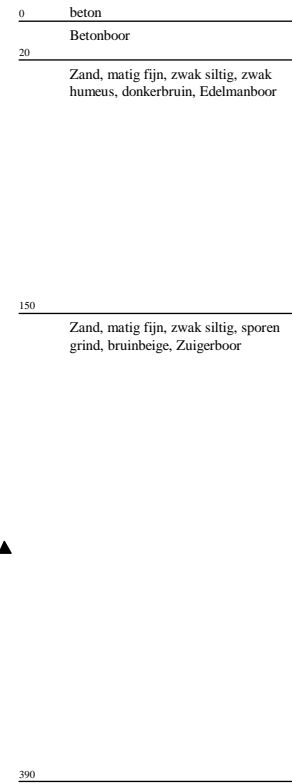 0 beton
Betonboor
20
Zand, matig fijn, zwak siltig, zwak
humeus, donkerbruin, Edelmanboor
150
Zand, matig fijn, zwak siltig, sporen
grind, bruinbeige, Zuigerboor
390